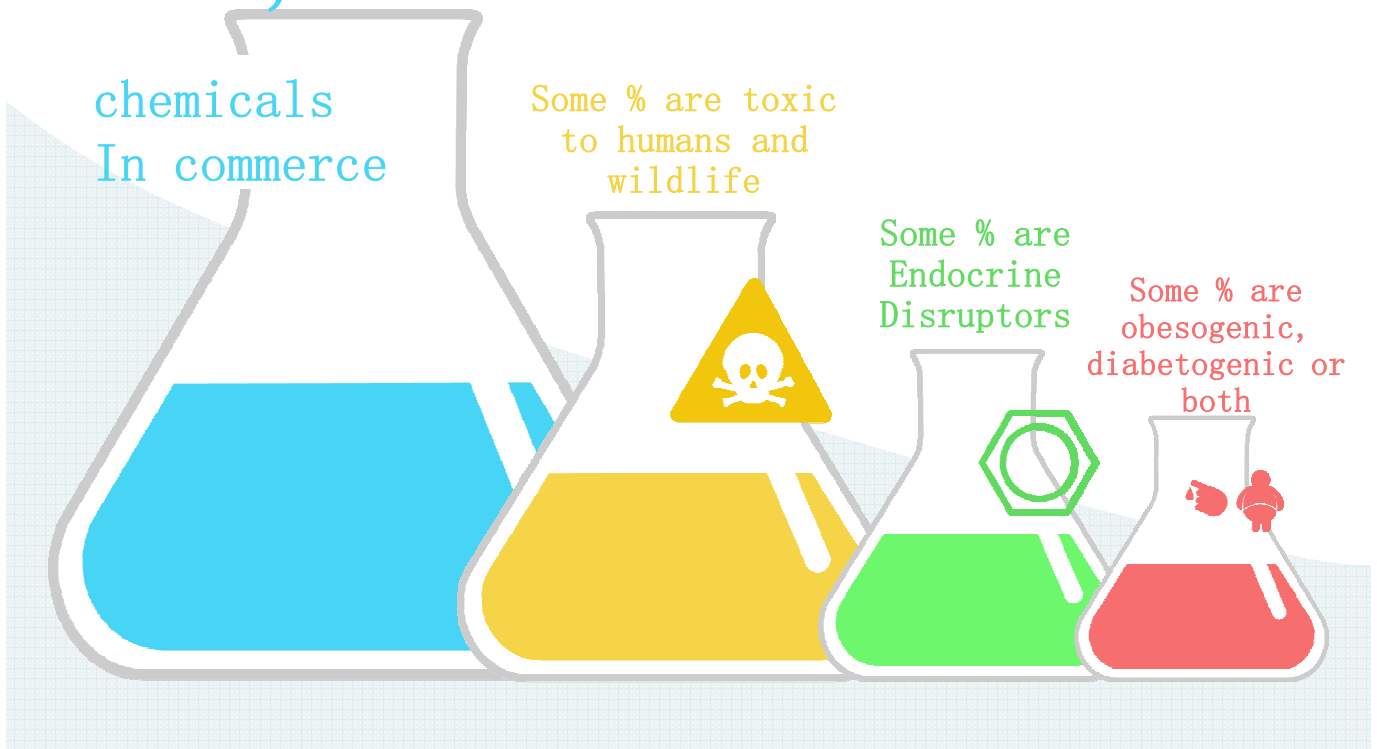 chemicals
In commerce
Some % are toxic
to humans and
wildlife
Some % are
Endocrine
Disruptors
Some % are
obesogenic,
diabetogenic or
both